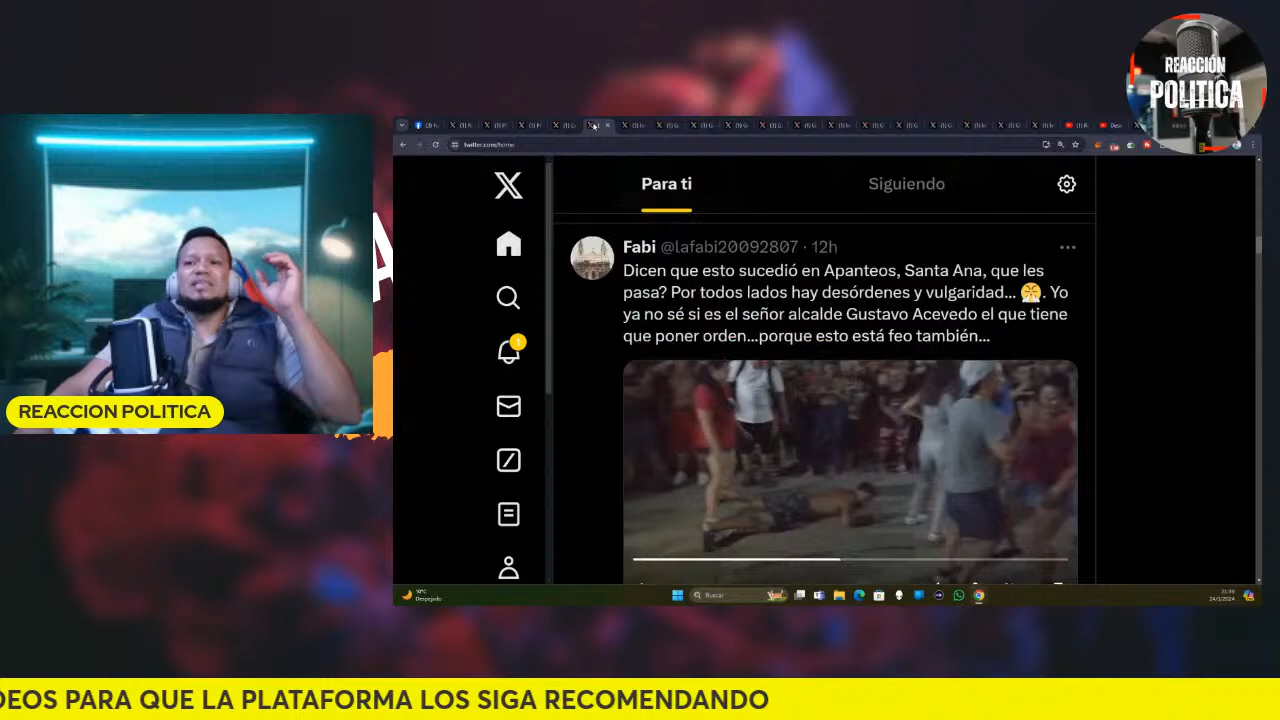 REACCIÓN
POLITICA
twitter.com/home
Para ti
Siguiendo
Fabi @lafabi20092807 · 12h
Dicen que esto sucedió en Apanteos, Santa Ana, que les
pasa? Por todos lados hay desórdenes y vulgaridad... 😤. Yo
ya no sé si es el señor alcalde Gustavo Acevedo el que tiene
que poner orden...porque esto está feo también...
1
REACCION POLITICA
Despejado
Buscar
DEOS PARA QUE LA PLATAFORMA LOS SIGA RECOMENDANDO